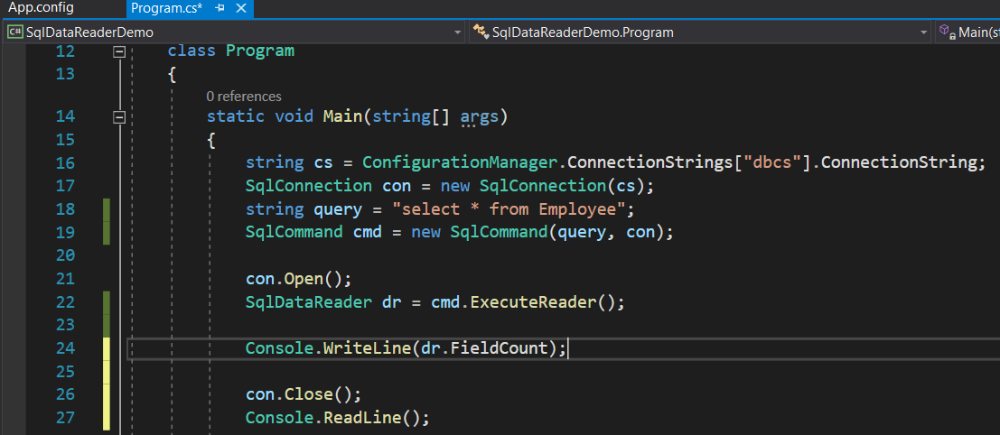 App.config Program.cs*
C# SqlDataReaderDemo SqlDataReaderDemo.Program Main(st
12 class Program
13 {
0 references
14 static void Main(string[] args)
15 {
16 string cs = ConfigurationManager.ConnectionStrings["dbcs"].ConnectionString;
17 SqlConnection con = new SqlConnection(cs);
18 string query = "select * from Employee";
19 SqlCommand cmd = new SqlCommand(query, con);
20
21 con.Open();
22 SqlDataReader dr = cmd.ExecuteReader();
23
24 Console.WriteLine(dr.FieldCount);
25
26 con.Close();
27 Console.ReadLine();